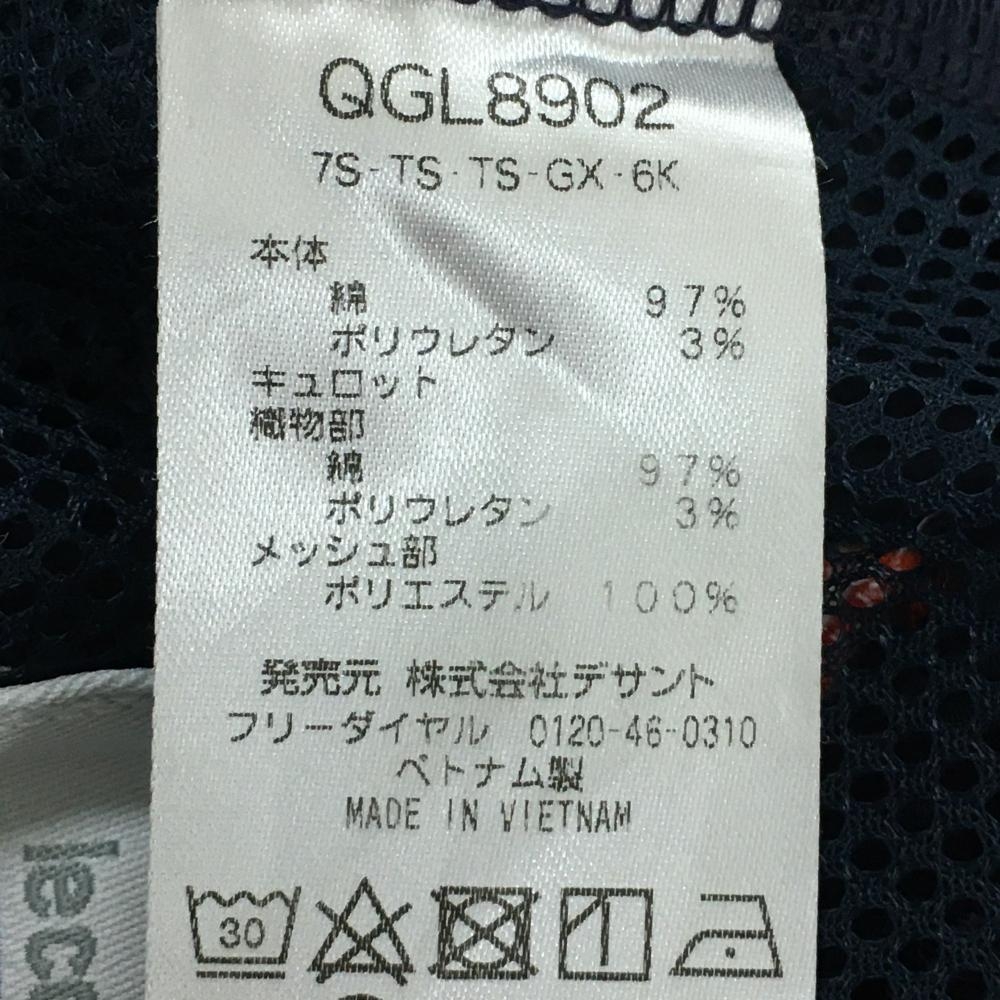 QGL8902
7S-TS-TS-GX-6K
本体
綿 97%
ポリウレタン 3%
キュロット
織物部
綿 97%
ポリウレタン 3%
メッシュ部
ポリエステル 100%
発売元 株式会社デサント
フリーダイヤル 0120-46-0310
ベトナム製
MADE IN VIETNAM
30
le co